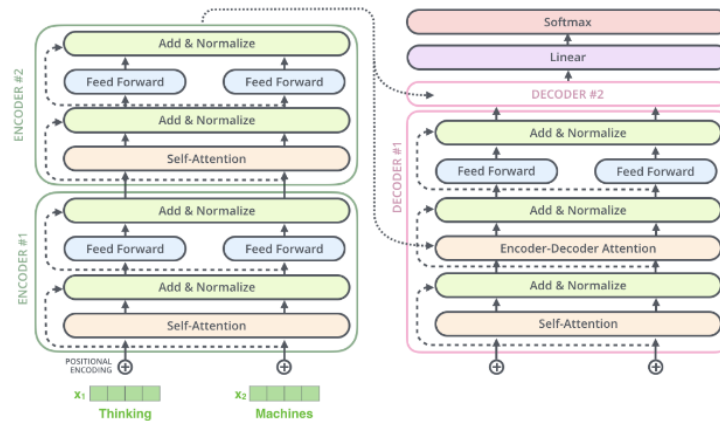 ENCODER #2
Add & Normalize
Feed Forward
Feed Forward
Add & Normalize
Self-Attention
ENCODER #1
Add & Normalize
Feed Forward
Feed Forward
Add & Normalize
Self-Attention
POSITIONAL
ENCODING
x₁
x₂
Thinking
Machines
Softmax
Linear
DECODER #2
DECODER #1
Add & Normalize
Feed Forward
Feed Forward
Add & Normalize
Encoder-Decoder Attention
Add & Normalize
Self-Attention